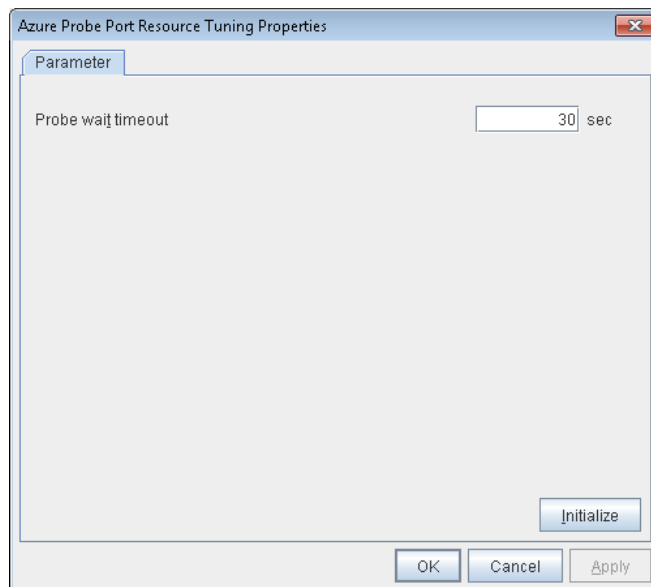 Azure Probe Port Resource Tuning Properties
Parameter
Probe wait timeout 30 sec
Initialize
OK Cancel Apply